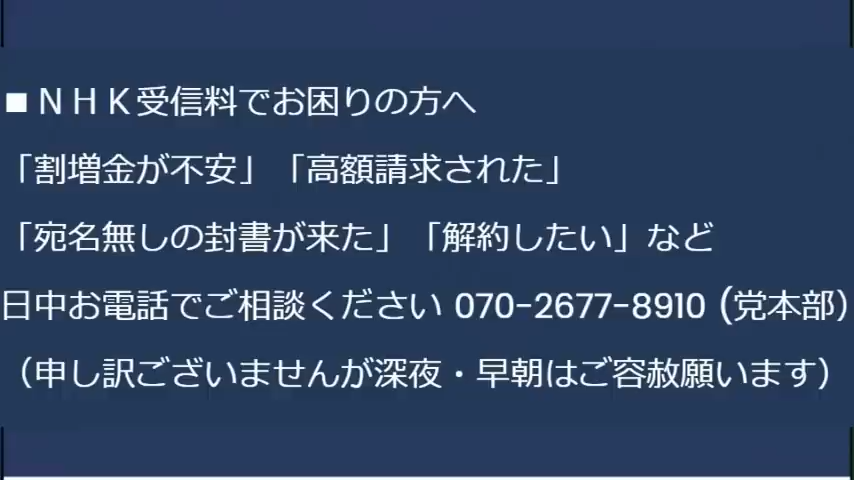 ■ＮＨＫ受信料でお困りの方へ
「割増金が不安」「高額請求された」
「宛名無しの封書が来た」「解約したい」など
日中お電話でご相談ください 070-2677-8910 (党本部)
（申し訳ございませんが深夜・早朝はご容赦願います）